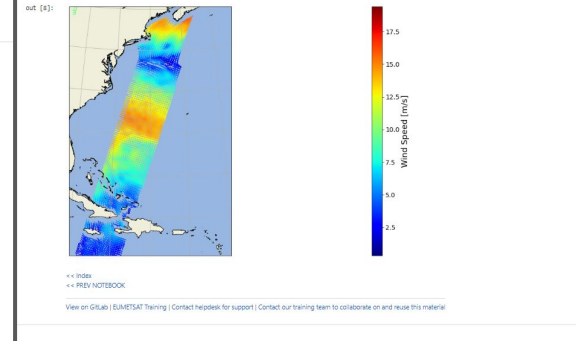 out [8]:
17.5
15.0
12.5
10.0
7.5
5.0
2.5
Wind Speed [m/s]
<< Index
<< PREV NOTEBOOK
View on GitLab | EUMETSAT Training | Contact helpdesk for support | Contact our training team to collaborate on and reuse this material